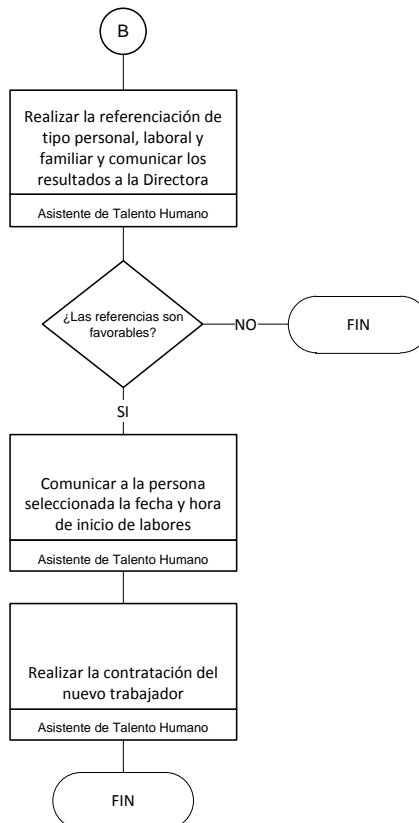 B
Realizar la referenciación de
tipo personal, laboral y
familiar y comunicar los
resultados a la Directora
Asistente de Talento Humano
¿Las referencias son
favorables?
NO
FIN
SI
Comunicar a la persona
seleccionada la fecha y hora
de inicio de labores
Asistente de Talento Humano
Realizar la contratación del
nuevo trabajador
Asistente de Talento Humano
FIN